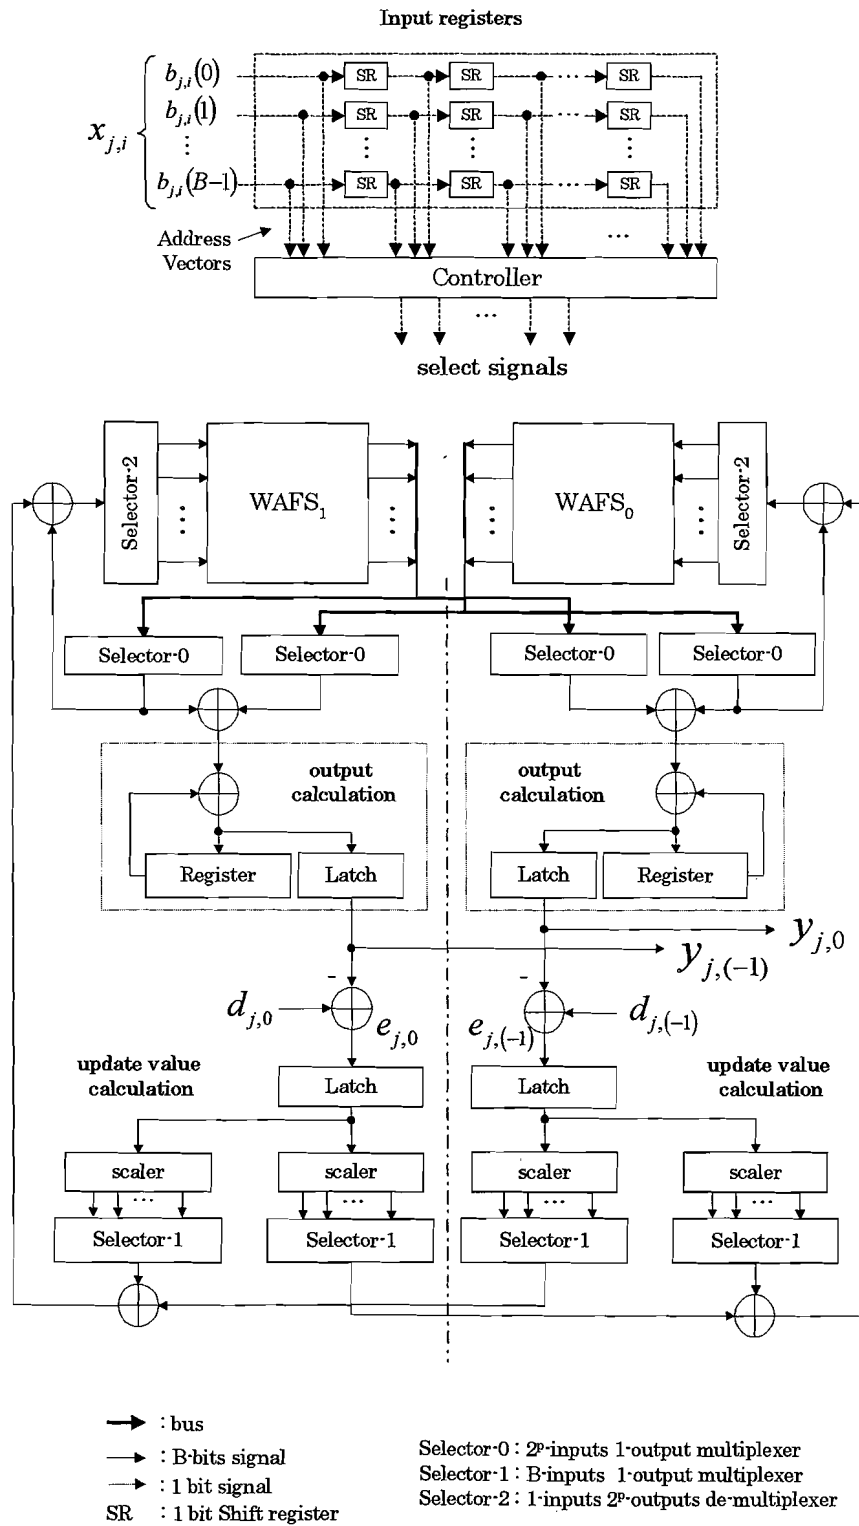 Input registers
b_{j,i}(0) SR SR ··· SR
b_{j,i}(1) SR SR ··· SR
x_{j,i}
b_{j,i}(B-1) SR SR ··· SR
Address
Vectors
Controller
select signals
Selector-2 WAFS_1 WAFS_0 Selector-2
Selector-0 Selector-0 Selector-0 Selector-0
output
calculation
output
calculation
Register Latch Latch Register
y_{j,0}
y_{j,(-1)}
- -
d_{j,0} e_{j,0} e_{j,(-1)} d_{j,(-1)}
update value
calculation
update value
calculation
Latch Latch
scaler scaler scaler scaler
Selector-1 Selector-1 Selector-1 Selector-1
: bus
: B-bits signal
: 1 bit signal
SR : 1 bit Shift register
Selector-0 : 2^p-inputs 1-output multiplexer
Selector-1 : B-inputs 1-output multiplexer
Selector-2 : 1-inputs 2^p-outputs de-multiplexer